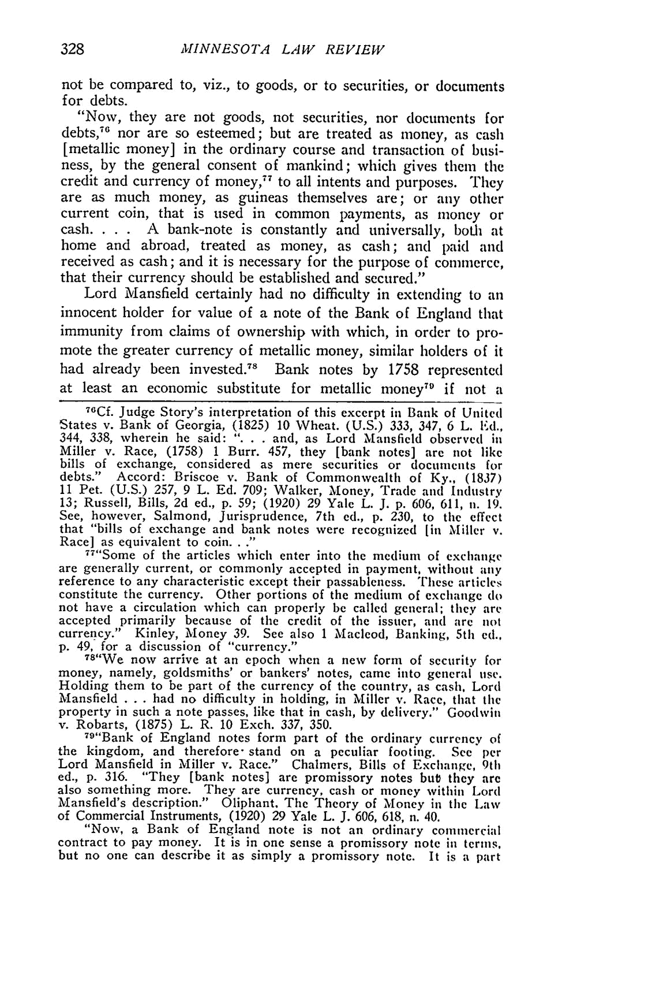 328 MINNESOTA LAW REVIEW
not be compared to, viz., to goods, or to securities, or documents
for debts.
"Now, they are not goods, not securities, nor documents for
debts,⁷⁶ nor are so esteemed; but are treated as money, as cash
[metallic money] in the ordinary course and transaction of busi-
ness, by the general consent of mankind; which gives them the
credit and currency of money,⁷⁷ to all intents and purposes. They
are as much money, as guineas themselves are; or any other
current coin, that is used in common payments, as money or
cash. . . . A bank-note is constantly and universally, both at
home and abroad, treated as money, as cash; and paid and
received as cash; and it is necessary for the purpose of commerce,
that their currency should be established and secured."
Lord Mansfield certainly had no difficulty in extending to an
innocent holder for value of a note of the Bank of England that
immunity from claims of ownership with which, in order to pro-
mote the greater currency of metallic money, similar holders of it
had already been invested.⁷⁸ Bank notes by 1758 represented
at least an economic substitute for metallic money⁷⁹ if not a
⁷⁶Cf. Judge Story's interpretation of this excerpt in Bank of United
States v. Bank of Georgia, (1825) 10 Wheat. (U.S.) 333, 347, 6 L. Ed.,
344, 338, wherein he said: ". . . and, as Lord Mansfield observed in
Miller v. Race, (1758) 1 Burr. 457, they [bank notes] are not like
bills of exchange, considered as mere securities or documents for
debts." Accord: Briscoe v. Bank of Commonwealth of Ky., (1837)
11 Pet. (U.S.) 257, 9 L. Ed. 709; Walker, Money, Trade and Industry
13; Russell, Bills, 2d ed., p. 59; (1920) 29 Yale L. J. p. 606, 611, n. 19.
See, however, Salmond, Jurisprudence, 7th ed., p. 230, to the effect
that "bills of exchange and bank notes were recognized [in Miller v.
Race] as equivalent to coin. . ."
⁷⁷"Some of the articles which enter into the medium of exchange
are generally current, or commonly accepted in payment, without any
reference to any characteristic except their passableness. These articles
constitute the currency. Other portions of the medium of exchange do
not have a circulation which can properly be called general; they are
accepted primarily because of the credit of the issuer, and are not
currency." Kinley, Money 39. See also 1 Macleod, Banking, 5th ed.,
p. 49, for a discussion of "currency."
⁷⁸"We now arrive at an epoch when a new form of security for
money, namely, goldsmiths' or bankers' notes, came into general use.
Holding them to be part of the currency of the country, as cash, Lord
Mansfield . . . had no difficulty in holding, in Miller v. Race, that the
property in such a note passes, like that in cash, by delivery." Goodwin
v. Robarts, (1875) L. R. 10 Exch. 337, 350.
⁷⁹"Bank of England notes form part of the ordinary currency of
the kingdom, and therefore stand on a peculiar footing. See per
Lord Mansfield in Miller v. Race." Chalmers, Bills of Exchange, 9th
ed., p. 316. "They [bank notes] are promissory notes but they are
also something more. They are currency, cash or money within Lord
Mansfield's description." Oliphant, The Theory of Money in the Law
of Commercial Instruments, (1920) 29 Yale L. J. 606, 618, n. 40.
"Now, a Bank of England note is not an ordinary commercial
contract to pay money. It is in one sense a promissory note in terms,
but no one can describe it as simply a promissory note. It is a part